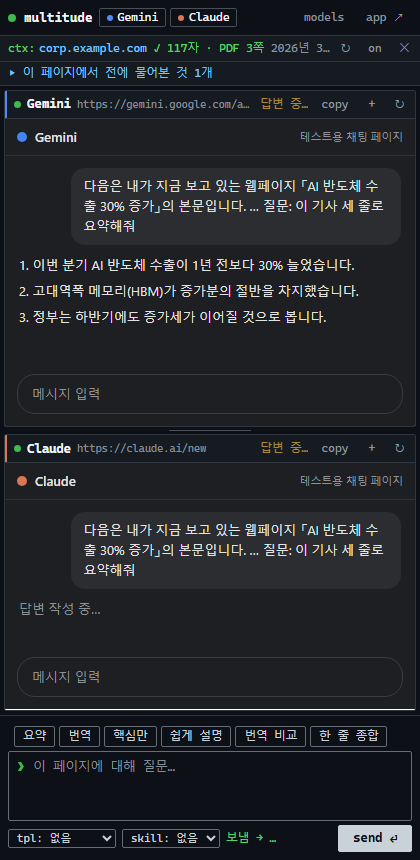 multitude Gemini Claude models app ↗
ctx: corp.example.com ✓ 117자 · PDF 3쪽 2026년 3… ↻ on ×
▸ 이 페이지에서 전에 물어본 것 1개
Gemini https://gemini.google.com/a… 답변 중… copy + ↻
Gemini 테스트용 채팅 페이지
다음은 내가 지금 보고 있는 웹페이지 「AI 반도체 수
출 30% 증가」의 본문입니다. … 질문: 이 기사 세 줄로
요약해줘
1. 이번 분기 AI 반도체 수출이 1년 전보다 30% 늘었습니다.
2. 고대역폭 메모리(HBM)가 증가분의 절반을 차지했습니다.
3. 정부는 하반기에도 증가세가 이어질 것으로 봅니다.
메시지 입력
Claude https://claude.ai/new 답변 중… copy + ↻
Claude 테스트용 채팅 페이지
다음은 내가 지금 보고 있는 웹페이지 「AI 반도체 수
출 30% 증가」의 본문입니다. … 질문: 이 기사 세 줄로
요약해줘
답변 작성 중…
메시지 입력
요약 번역 핵심만 쉽게 설명 번역 비교 한 줄 종합
❯ 이 페이지에 대해 질문…
tpl: 없음 skill: 없음 보냄 → … send ↵